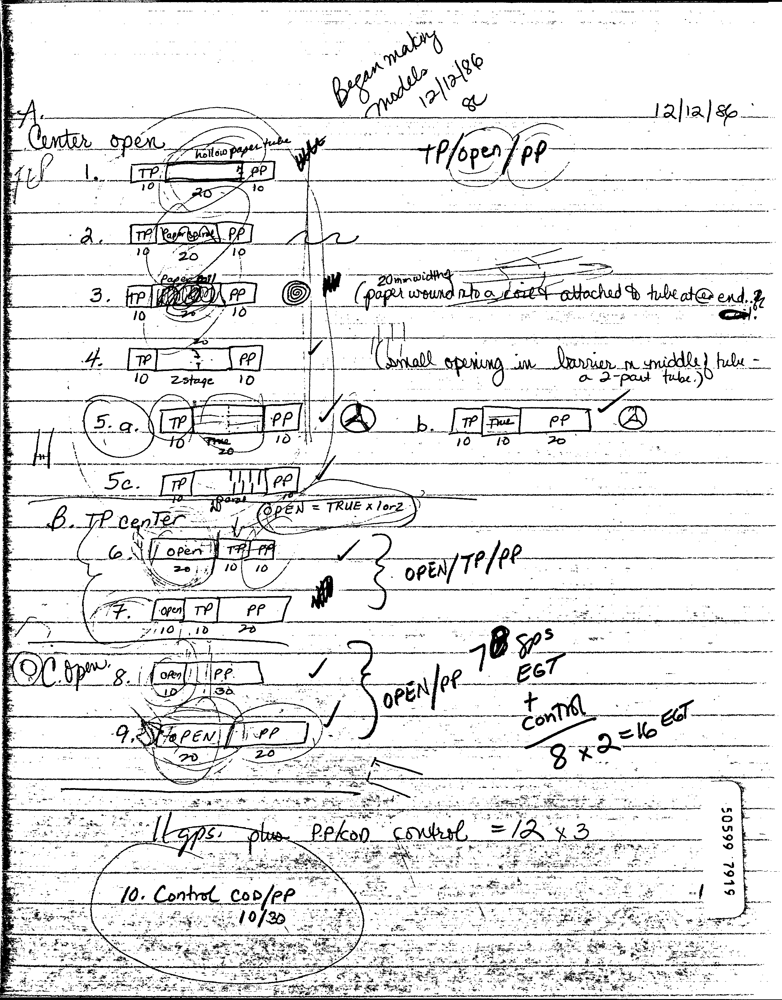 Began making
models
12/12/86
12/12/86
A.
Center open
TP/open/PP
hollow paper tube
1. TP PP
10 20 10
2. TP Paper PP
10 20 10
3. TP PP
10 20 10
20mm width
(paper wound into a coil & attached to tube at end.
20
4. TP PP
10 2 stage 10
(small opening in barrier in middle of tube -
a 2-part tube.)
5. a. TP PP
10 True 10
20
b. TP True PP
10 10 20
5c. TP PP
10 10
B. TP center
OPEN = TRUE x 1 or 2
6. OPEN TP PP
20 10 10
OPEN/TP/PP
7. Open TP PP
10 10 20
C. Open.
8. OPEN PP
10 30
OPEN/PP
9. OPEN PP
20 20
7 gps
EGT
+
control
8 x 2 = 16 EGT
11 gps. plus PP/COD control = 12 x 3
10. Control COD/PP
10/30
50599 7919